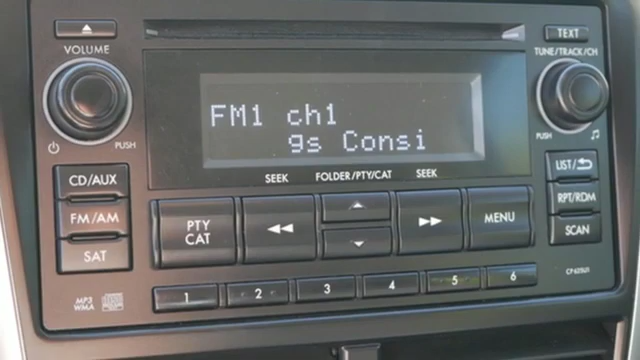 VOLUME
TEXT
TUNE/TRACK/CH
FM1 ch1
gs Consi
PUSH
PUSH
SEEK FOLDER/PTY/CAT SEEK
CD/AUX
LIST/
FM/AM
PTY
CAT
MENU
RPT/RDM
SAT
SCAN
MP3
WMA
1 2 3 4 5 6